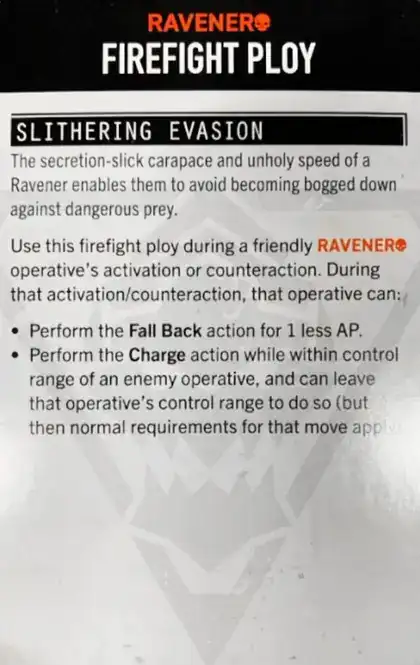 RAVENER
FIREFIGHT PLOY
SLITHERING EVASION
The secretion-slick carapace and unholy speed of a
Ravener enables them to avoid becoming bogged down
against dangerous prey.
Use this firefight ploy during a friendly RAVENER
operative's activation or counteraction. During
that activation/counteraction, that operative can:
• Perform the Fall Back action for 1 less AP.
• Perform the Charge action while within control
range of an enemy operative, and can leave
that operative's control range to do so (but
then normal requirements for that move